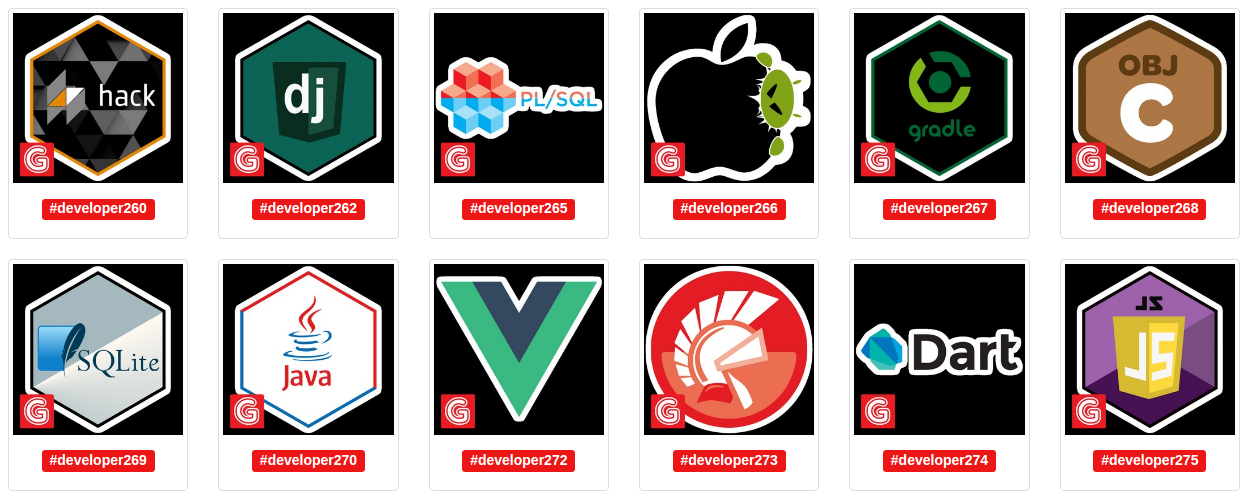 hack
G
#developer260
dj
G
#developer262
PL/SQL
G
#developer265
G
#developer266
gradle
G
#developer267
OBJ
C
G
#developer268
SQLite
G
#developer269
Java
G
#developer270
G
#developer272
G
#developer273
Dart
G
#developer274
JS
JS
G
#developer275